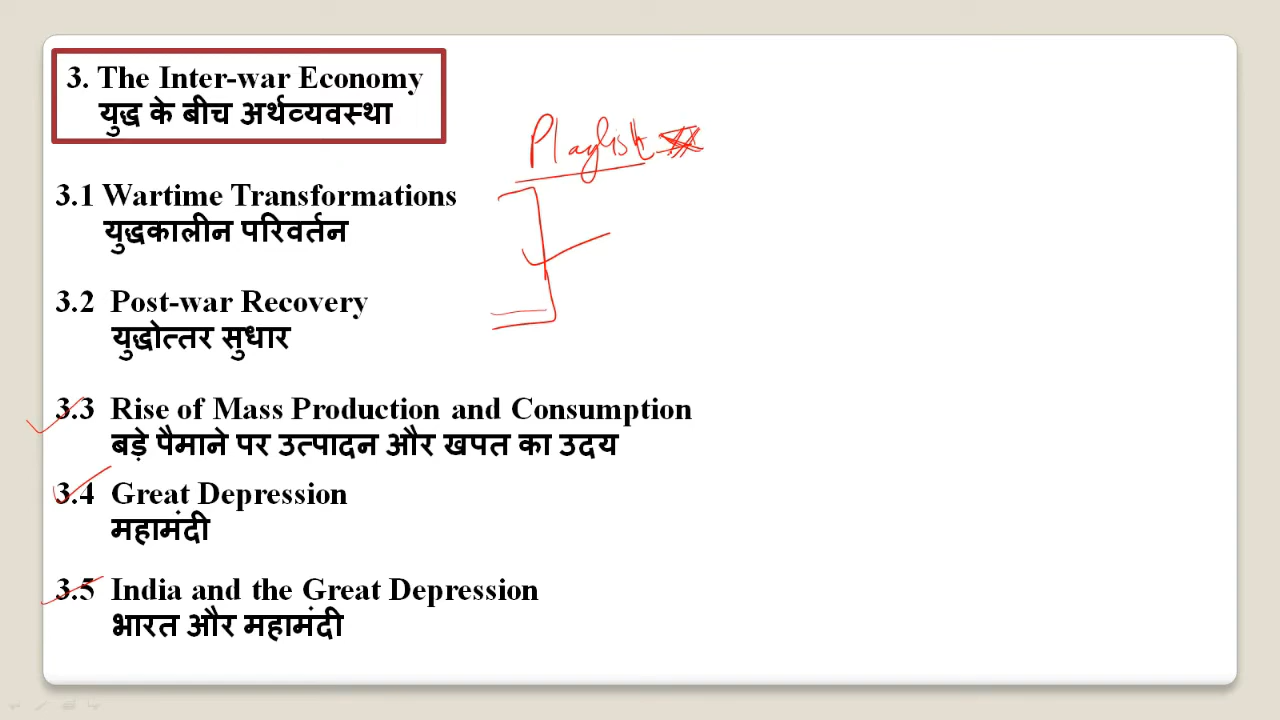 3. The Inter-war Economy
युद्ध के बीच अर्थव्यवस्था
Playlist
3.1 Wartime Transformations
युद्धकालीन परिवर्तन
3.2 Post-war Recovery
युद्धोत्तर सुधार
3.3 Rise of Mass Production and Consumption
बड़े पैमाने पर उत्पादन और खपत का उदय
3.4 Great Depression
महामंदी
3.5 India and the Great Depression
भारत और महामंदी